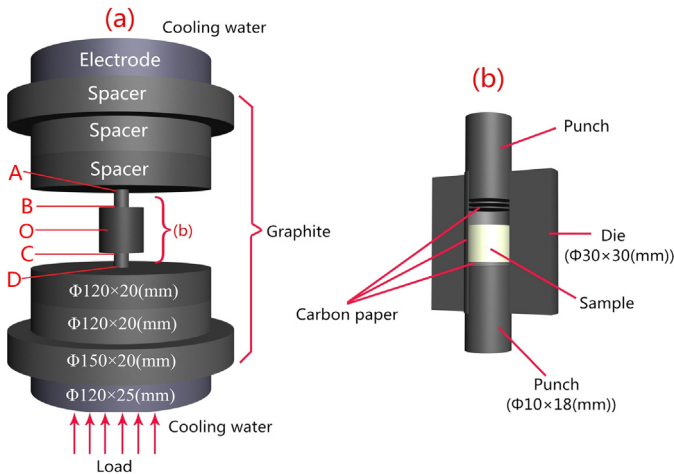 (a)
Cooling water
Electrode
Spacer
Spacer
Spacer
A
B
O
C
D
(b)
Graphite
Φ120×20(mm)
Φ120×20(mm)
Φ150×20(mm)
Φ120×25(mm)
Cooling water
Load
(b)
Punch
Die
(Φ30×30(mm))
Sample
Carbon paper
Punch
(Φ10×18(mm))